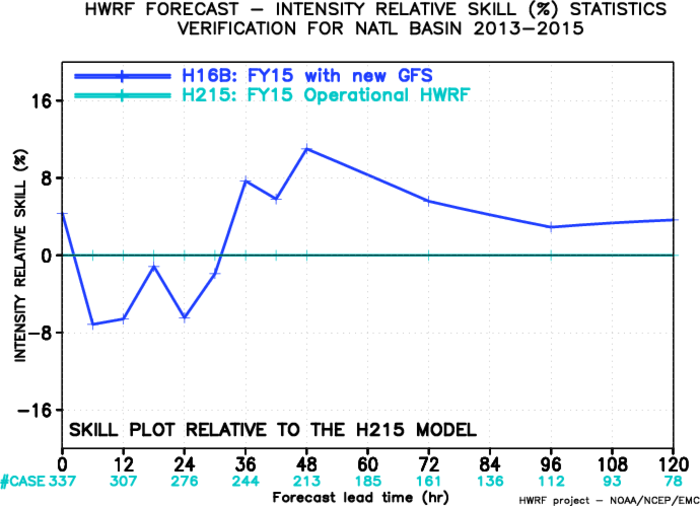 HWRF FORECAST – INTENSITY RELATIVE SKILL (%) STATISTICS
VERIFICATION FOR NATL BASIN 2013–2015
H16B: FY15 with new GFS
H215: FY15 Operational HWRF
INTENSITY RELATIVE SKILL (%)
16
8
0
–8
–16
SKILL PLOT RELATIVE TO THE H215 MODEL
0 12 24 36 48 60 72 84 96 108 120
#CASE 337 307 276 244 213 185 161 136 112 93 78
Forecast lead time (hr)
HWRF project – NOAA/NCEP/EMC